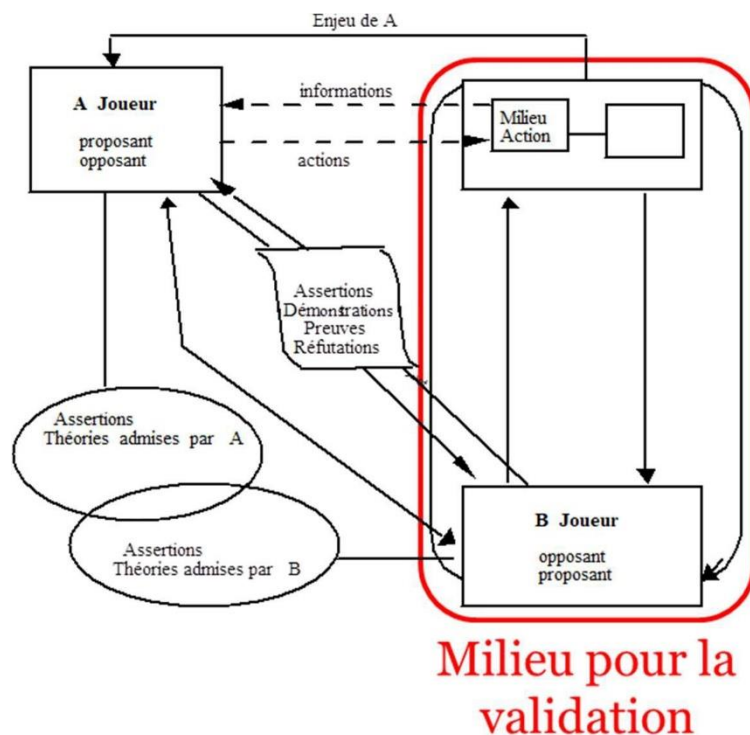 Enjeu de A
A Joueur
proposant
opposant
informations
actions
Milieu
Action
Assertions
Démonstrations
Preuves
Réfutations
Assertions
Théories admises par A
Assertions
Théories admises par B
B Joueur
opposant
proposant
Milieu pour la
validation